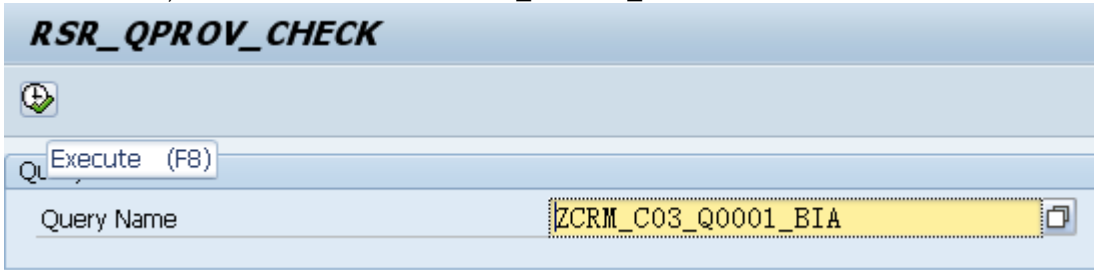 RSR_QPROV_CHECK
Execute (F8)
Query Name
ZCRM_C03_Q0001_BIA